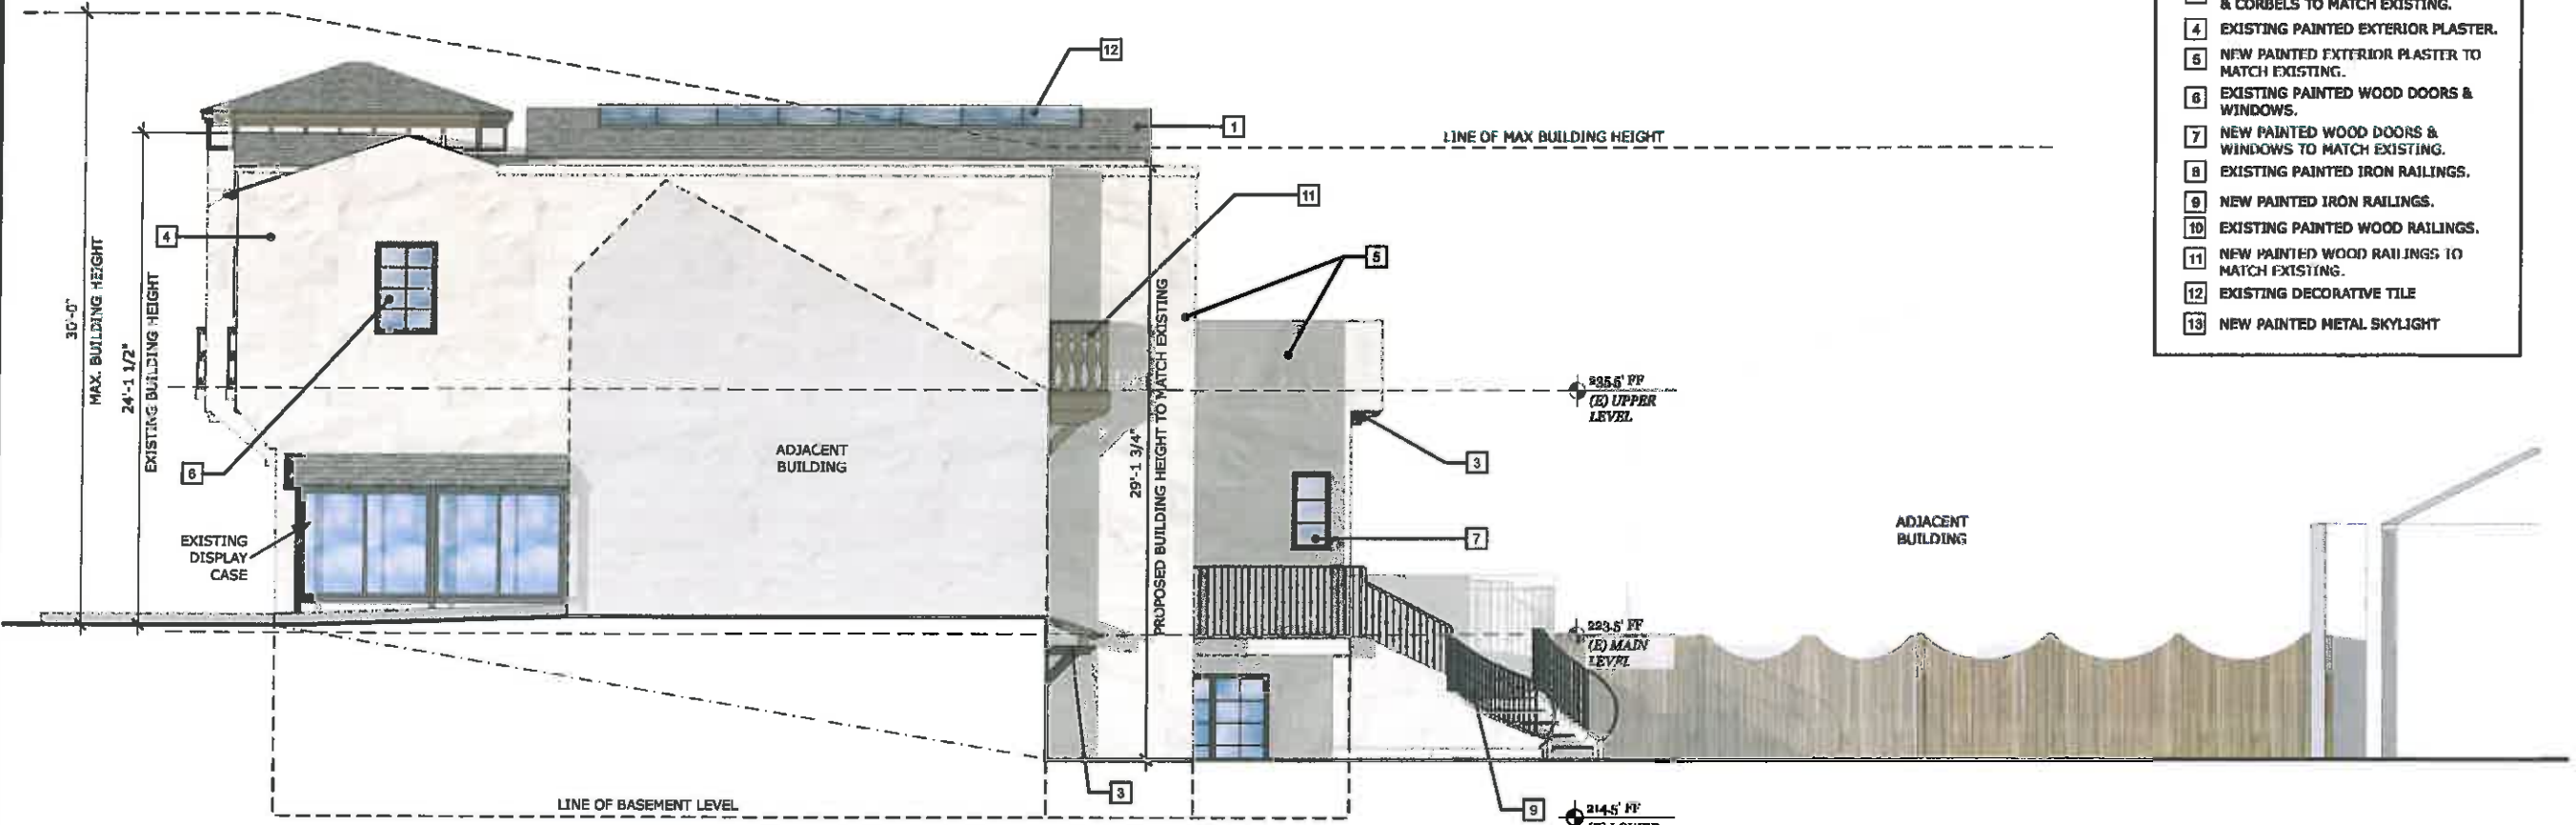 & CORBELS TO MATCH EXISTING.
4 EXISTING PAINTED EXTERIOR PLASTER.
5 NEW PAINTED EXTERIOR PLASTER TO
MATCH EXISTING.
6 EXISTING PAINTED WOOD DOORS &
WINDOWS.
7 NEW PAINTED WOOD DOORS &
WINDOWS TO MATCH EXISTING.
8 EXISTING PAINTED IRON RAILINGS.
9 NEW PAINTED IRON RAILINGS.
10 EXISTING PAINTED WOOD RAILINGS.
11 NEW PAINTED WOOD RAILINGS TO
MATCH EXISTING.
12 EXISTING DECORATIVE TILE
13 NEW PAINTED METAL SKYLIGHT
12
1
LINE OF MAX BUILDING HEIGHT
11
4
5
30'-0"
MAX. BUILDING HEIGHT
24'-1 1/2"
EXISTING BUILDING HEIGHT
29'-1 3/4"
PROPOSED BUILDING HEIGHT TO MATCH EXISTING
235.5' FF
(E) UPPER
LEVEL
ADJACENT
BUILDING
6
3
7
EXISTING
DISPLAY
CASE
ADJACENT
BUILDING
223.5' FF
(E) MAIN
LEVEL
3
LINE OF BASEMENT LEVEL
9
214.5' FF
(E) LOWER